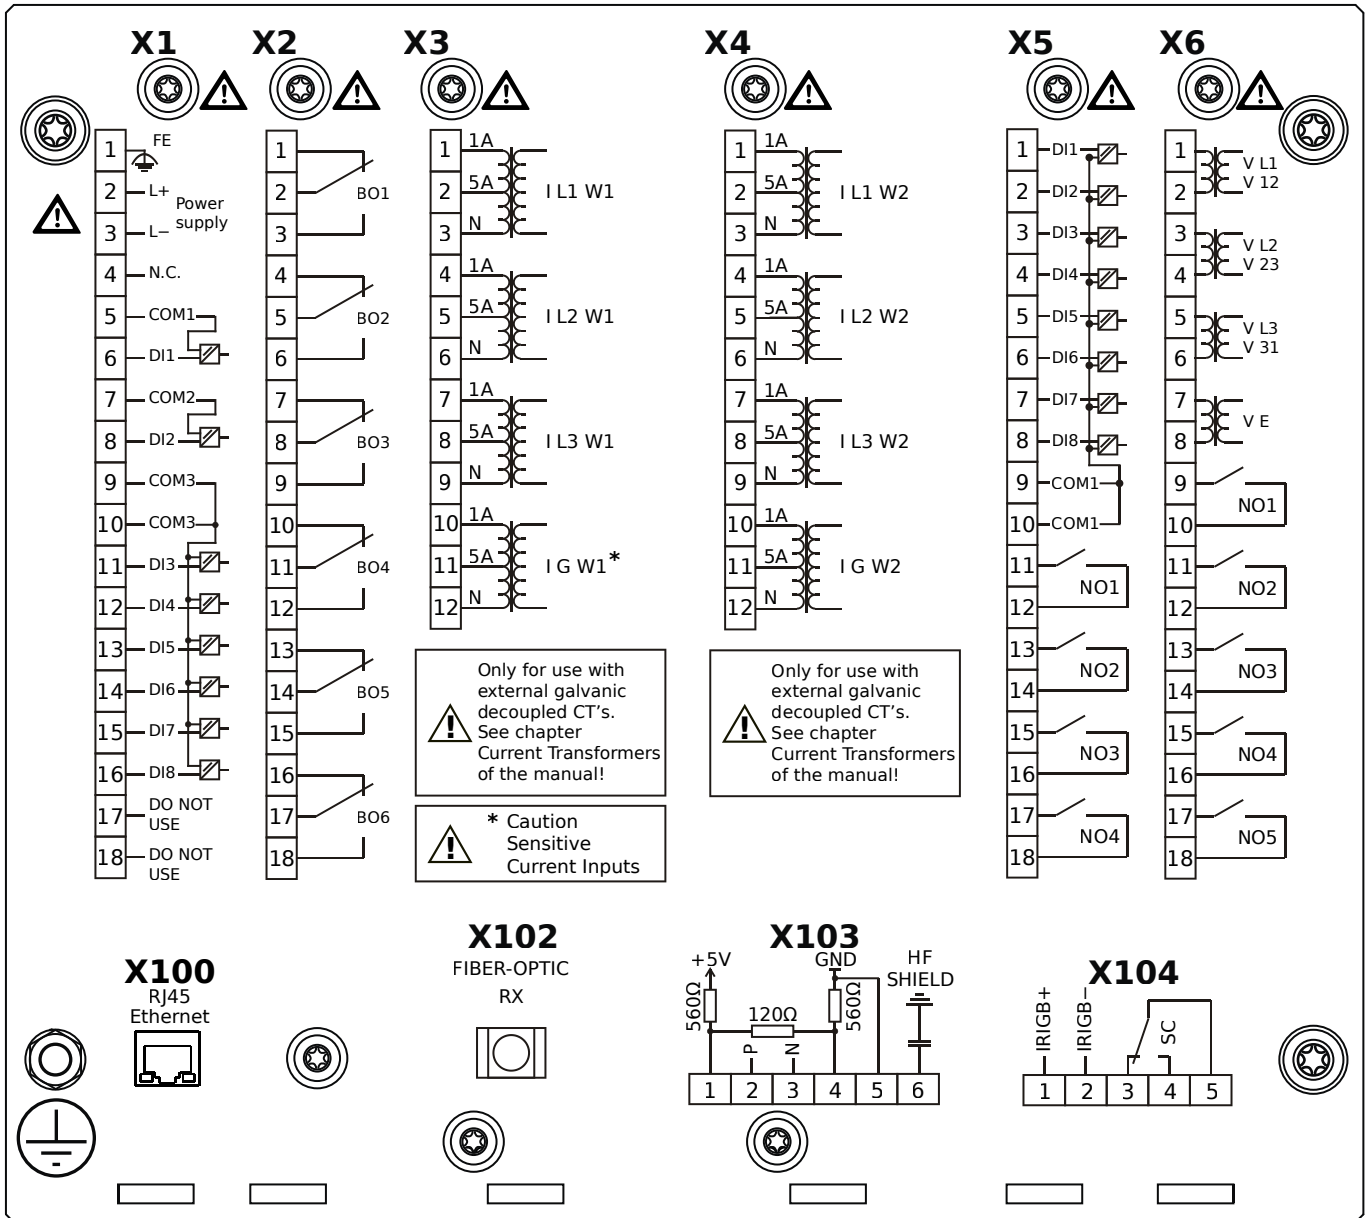 X1
X2
X3
X4
X5
X6
1 FE
2 L+
Power
supply
3 L−
4 N.C.
5 COM1
6 DI1
7 COM2
8 DI2
9 COM3
10 COM3
11 DI3
12 DI4
13 DI5
14 DI6
15 DI7
16 DI8
17 DO NOT
USE
18 DO NOT
USE
1
2 BO1
3
4
5 BO2
6
7
8 BO3
9
10
11 BO4
12
13
14 BO5
15
16
17 BO6
18
1 1A
2 5A I L1 W1
3 N
4 1A
5 5A I L2 W1
6 N
7 1A
8 5A I L3 W1
9 N
10 1A
11 5A I G W1*
12 N
Only for use with
external galvanic
decoupled CT's.
See chapter
Current Transformers
of the manual!
* Caution
Sensitive
Current Inputs
1 1A
2 5A I L1 W2
3 N
4 1A
5 5A I L2 W2
6 N
7 1A
8 5A I L3 W2
9 N
10 1A
11 5A I G W2
12 N
Only for use with
external galvanic
decoupled CT's.
See chapter
Current Transformers
of the manual!
1 DI1
2 DI2
3 DI3
4 DI4
5 DI5
6 DI6
7 DI7
8 DI8
9 COM1
10 COM1
11
NO1
12
13
NO2
14
15
NO3
16
17
NO4
18
1 V L1
2 V 12
3 V L2
4 V 23
5 V L3
6 V 31
7
V E
8
9
NO1
10
11
NO2
12
13
NO3
14
15
NO4
16
17
NO5
18
X100
RJ45
Ethernet
X102
FIBER-OPTIC
RX
X103
+5V
GND
HF
SHIELD
560Ω
120Ω
560Ω
P
N
1 2 3 4 5 6
X104
IRIGB+
IRIGB−
SC
1 2 3 4 5